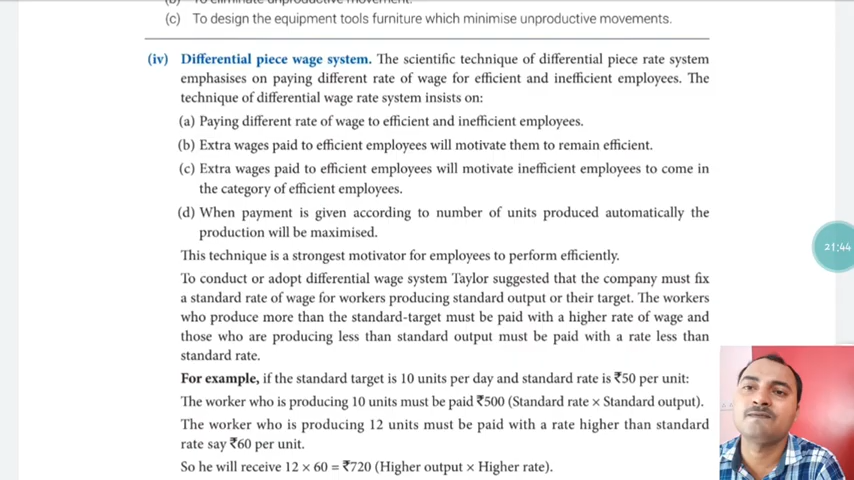 (c) To design the equipment tools furniture which minimise unproductive movements.
(iv) Differential piece wage system. The scientific technique of differential piece rate system
emphasises on paying different rate of wage for efficient and inefficient employees. The
technique of differential wage rate system insists on:
(a) Paying different rate of wage to efficient and inefficient employees.
(b) Extra wages paid to efficient employees will motivate them to remain efficient.
(c) Extra wages paid to efficient employees will motivate inefficient employees to come in
the category of efficient employees.
(d) When payment is given according to number of units produced automatically the
production will be maximised.
This technique is a strongest motivator for employees to perform efficiently.
To conduct or adopt differential wage system Taylor suggested that the company must fix
a standard rate of wage for workers producing standard output or their target. The workers
who produce more than the standard-target must be paid with a higher rate of wage and
those who are producing less than standard output must be paid with a rate less than
standard rate.
For example, if the standard target is 10 units per day and standard rate is ₹50 per unit:
The worker who is producing 10 units must be paid ₹500 (Standard rate × Standard output).
The worker who is producing 12 units must be paid with a rate higher than standard
rate say ₹60 per unit.
So he will receive 12 × 60 = ₹720 (Higher output × Higher rate).
21:44